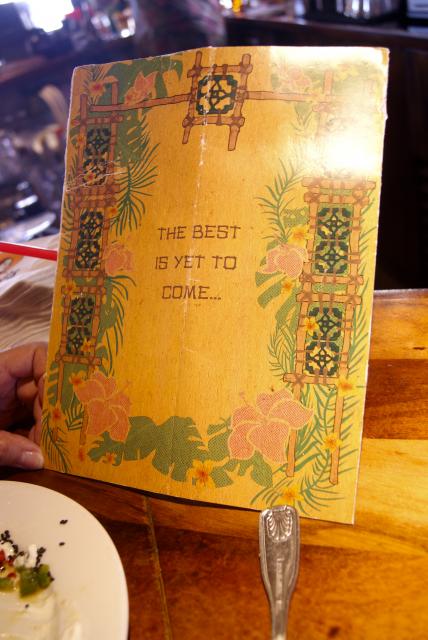 THE BEST
IS YET TO
COME...